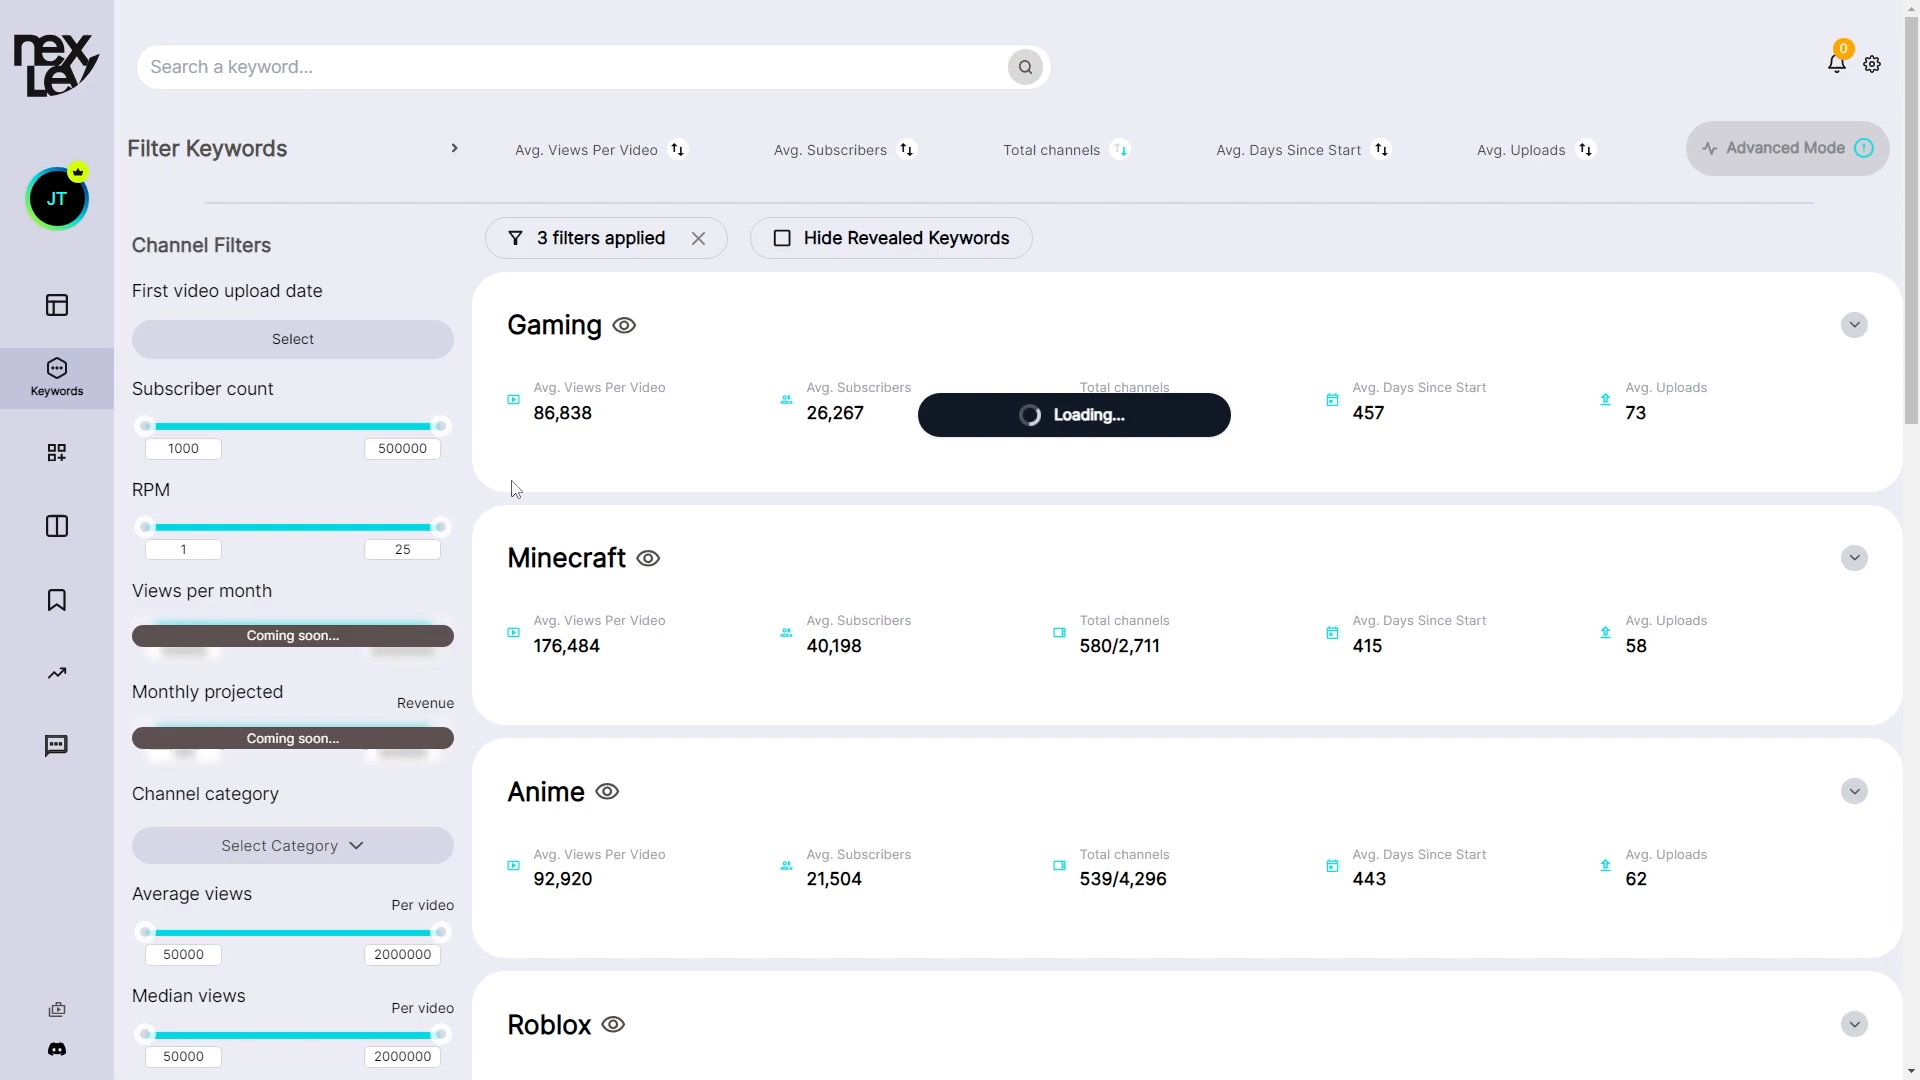 nex
Lev
Search a keyword...
0
Filter Keywords
Avg. Views Per Video
Avg. Subscribers
Total channels
Avg. Days Since Start
Avg. Uploads
Advanced Mode
JT
Channel Filters
3 filters applied
Hide Revealed Keywords
First video upload date
Select
Keywords
Subscriber count
1000
500000
RPM
1
25
Views per month
Coming soon...
Monthly projected
Revenue
Coming soon...
Channel category
Select Category
Average views
Per video
50000
2000000
Median views
Per video
50000
2000000
Gaming
Avg. Views Per Video
86,838
Avg. Subscribers
26,267
Total channels
Loading...
Avg. Days Since Start
457
Avg. Uploads
73
Minecraft
Avg. Views Per Video
176,484
Avg. Subscribers
40,198
Total channels
580/2,711
Avg. Days Since Start
415
Avg. Uploads
58
Anime
Avg. Views Per Video
92,920
Avg. Subscribers
21,504
Total channels
539/4,296
Avg. Days Since Start
443
Avg. Uploads
62
Roblox